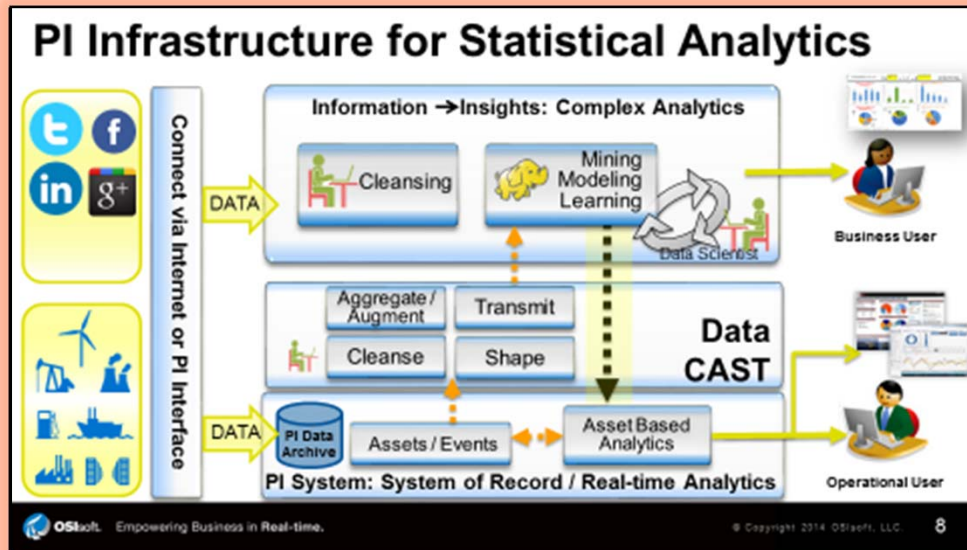 PI Infrastructure for Statistical Analytics
t
f
in
g+
Connect via Internet or PI Interface
DATA
Information →Insights: Complex Analytics
Cleansing
Mining
Modeling
Learning
Data Scientist
Business User
Aggregate /
Augment
Transmit
Cleanse
Shape
Data
CAST
DATA
PI Data
Archive
Assets / Events
Asset Based
Analytics
PI System: System of Record / Real-time Analytics
Operational User
OSIsoft. Empowering Business in Real-time.
© Copyright 2014 OSIsoft, LLC. 8